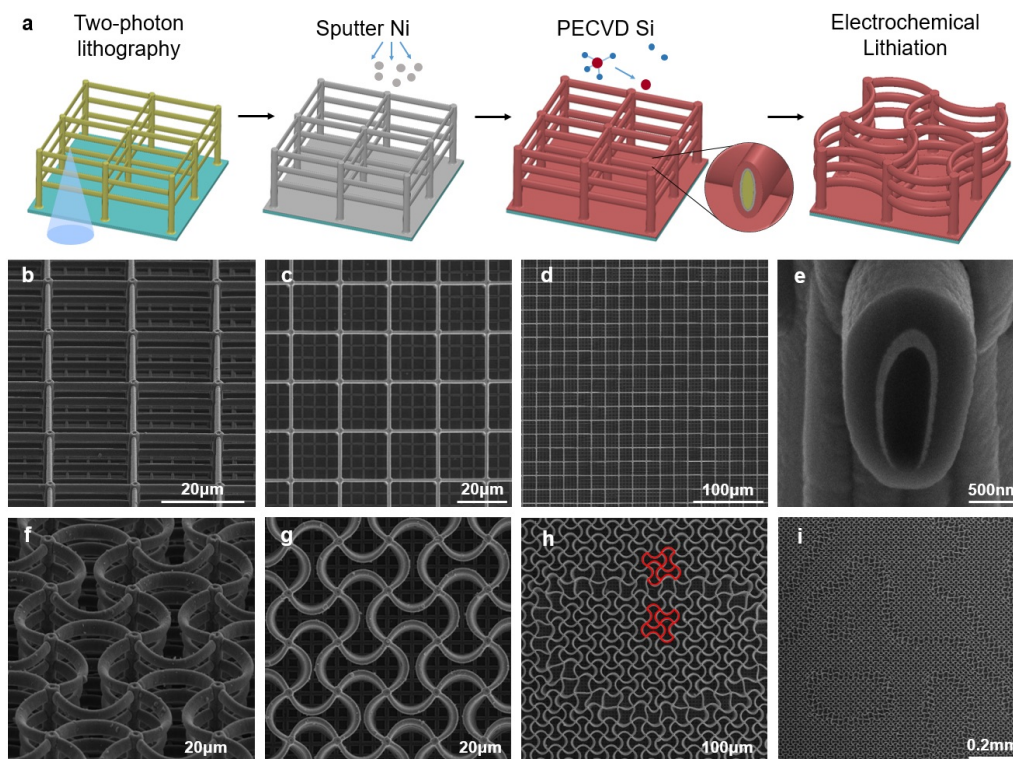 a
Two-photon
lithography
Sputter Ni
PECVD Si
Electrochemical
Lithiation
b
20µm
c
20µm
d
100µm
e
500nm
f
20µm
g
20µm
h
100µm
i
0.2mm